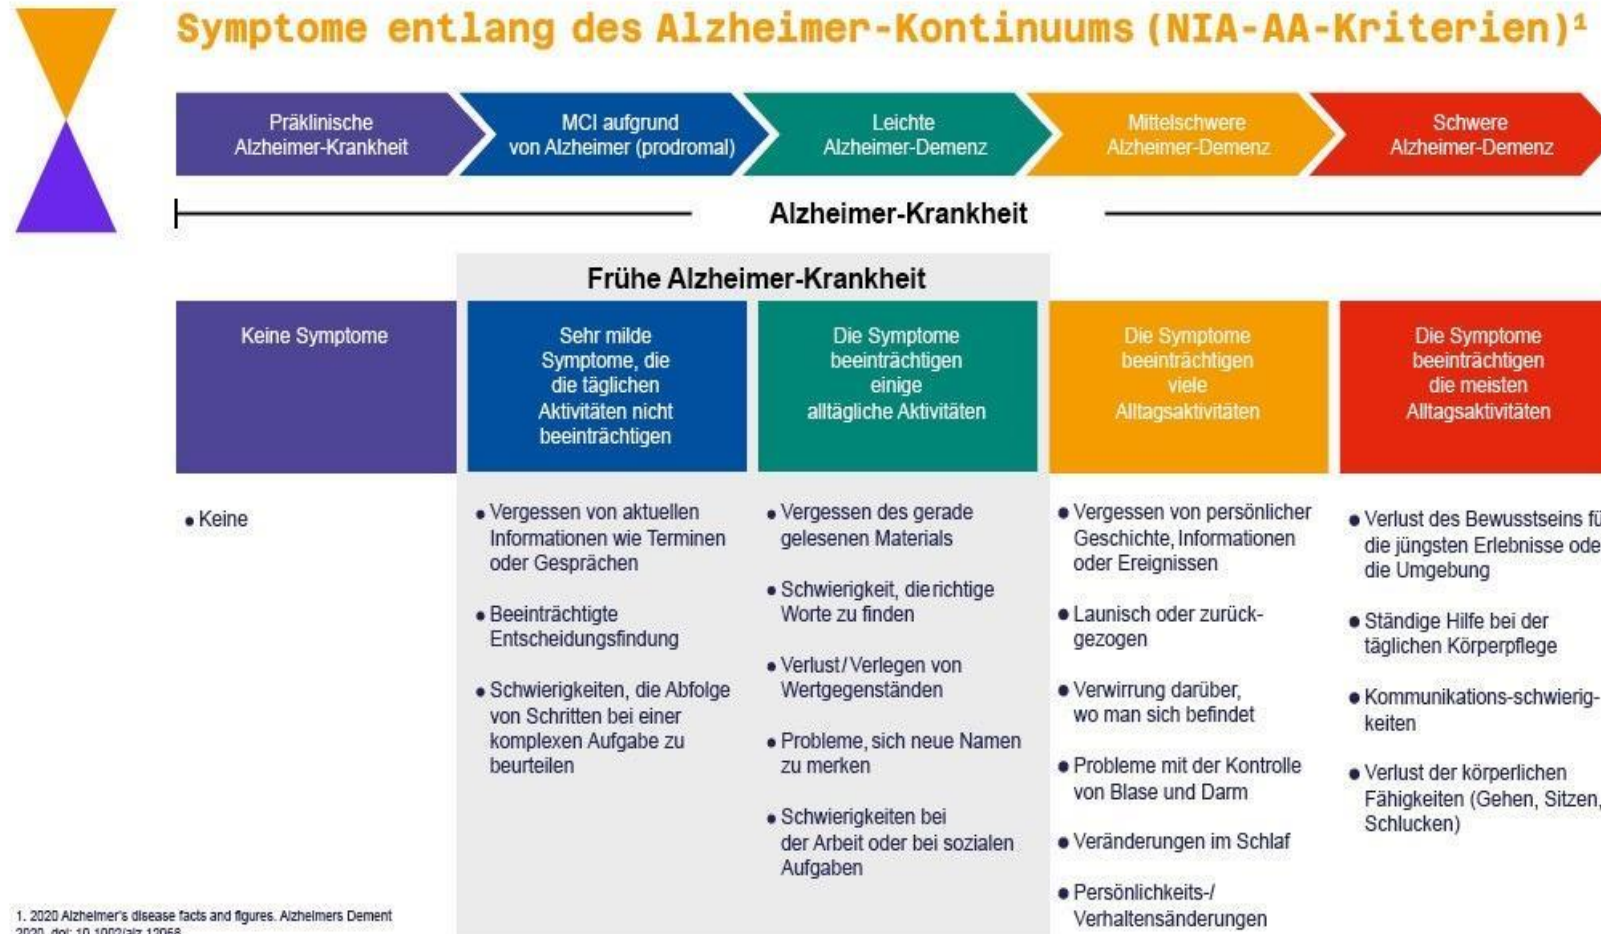 Symptome entlang des Alzheimer-Kontinuums (NIA-AA-Kriterien)¹
Präklinische
Alzheimer-Krankheit
MCI aufgrund
von Alzheimer (prodromal)
Leichte
Alzheimer-Demenz
Mittelschwere
Alzheimer-Demenz
Schwere
Alzheimer-Demenz
Alzheimer-Krankheit
Frühe Alzheimer-Krankheit
Keine Symptome
Sehr milde
Symptome, die
die täglichen
Aktivitäten nicht
beeinträchtigen
Die Symptome
beeinträchtigen
einige
alltägliche Aktivitäten
Die Symptome
beeinträchtigen
viele
Alltagsaktivitäten
Die Symptome
beeinträchtigen
die meisten
Alltagsaktivitäten
• Keine
• Vergessen von aktuellen
Informationen wie Terminen
oder Gesprächen
• Beeinträchtigte
Entscheidungsfindung
• Schwierigkeiten, die Abfolge
von Schritten bei einer
komplexen Aufgabe zu
beurteilen
• Vergessen des gerade
gelesenen Materials
• Schwierigkeit, die richtige
Worte zu finden
• Verlust/Verlegen von
Wertgegenständen
• Probleme, sich neue Namen
zu merken
• Schwierigkeiten bei
der Arbeit oder bei sozialen
Aufgaben
• Vergessen von persönlicher
Geschichte, Informationen
oder Ereignissen
• Launisch oder zurück-
gezogen
• Verwirrung darüber,
wo man sich befindet
• Probleme mit der Kontrolle
von Blase und Darm
• Veränderungen im Schlaf
• Persönlichkeits-/
Verhaltensänderungen
• Verlust des Bewusstseins fü
die jüngsten Erlebnisse ode
die Umgebung
• Ständige Hilfe bei der
täglichen Körperpflege
• Kommunikations-schwierig-
keiten
• Verlust der körperlichen
Fähigkeiten (Gehen, Sitzen,
Schlucken)
1. 2020 Alzheimer's disease facts and figures. Alzheimers Dement
2020. doi: 10.1002/alz.12068